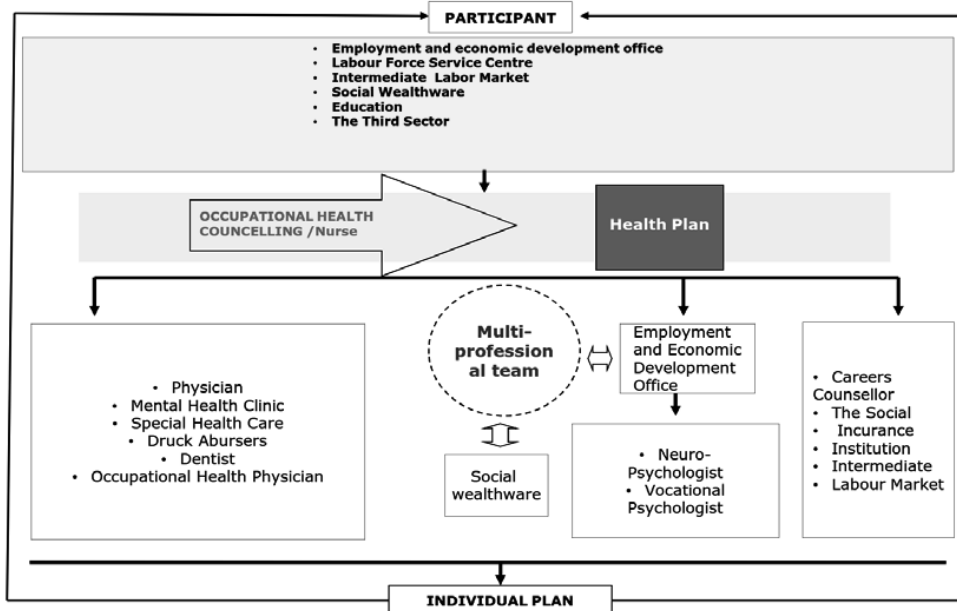 PARTICIPANT
• Employment and economic development office
• Labour Force Service Centre
• Intermediate Labor Market
• Social Wealthware
• Education
• The Third Sector
OCCUPATIONAL HEALTH
COUNCELLING /Nurse
Health Plan
• Physician
• Mental Health Clinic
• Special Health Care
• Druck Abursers
• Dentist
• Occupational Health Physician
Multi-
profession
al team
Social
wealthware
Employment
and Economic
Development
Office
• Neuro-
Psychologist
• Vocational
Psychologist
• Careers
Counsellor
• The Social
• Incurance
• Institution
• Intermediate
• Labour Market
INDIVIDUAL PLAN